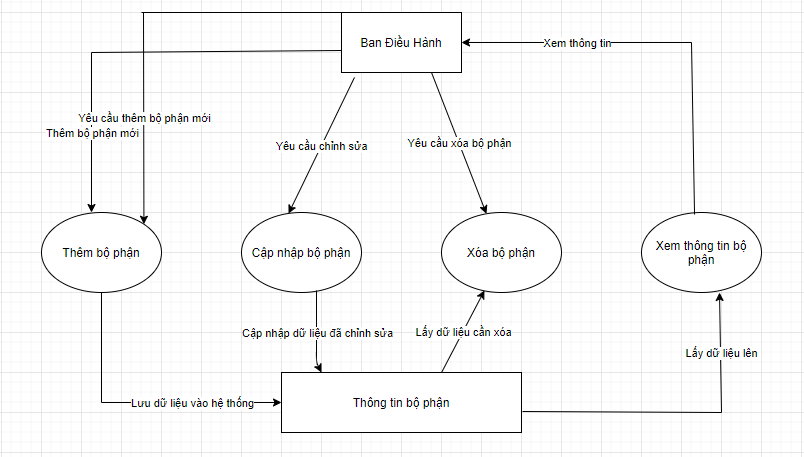 Ban Điều Hành
Xem thông tin
Yêu cầu thêm bộ phận mới
Thêm bộ phận mới
Yêu cầu chỉnh sửa
Yêu cầu xóa bộ phận
Thêm bộ phận
Cập nhập bộ phận
Xóa bộ phận
Xem thông tin bộ
phận
Cập nhập dữ liệu đã chỉnh sửa
Lấy dữ liệu cần xóa
Lấy dữ liệu lên
Lưu dữ liệu vào hệ thống
Thông tin bộ phận